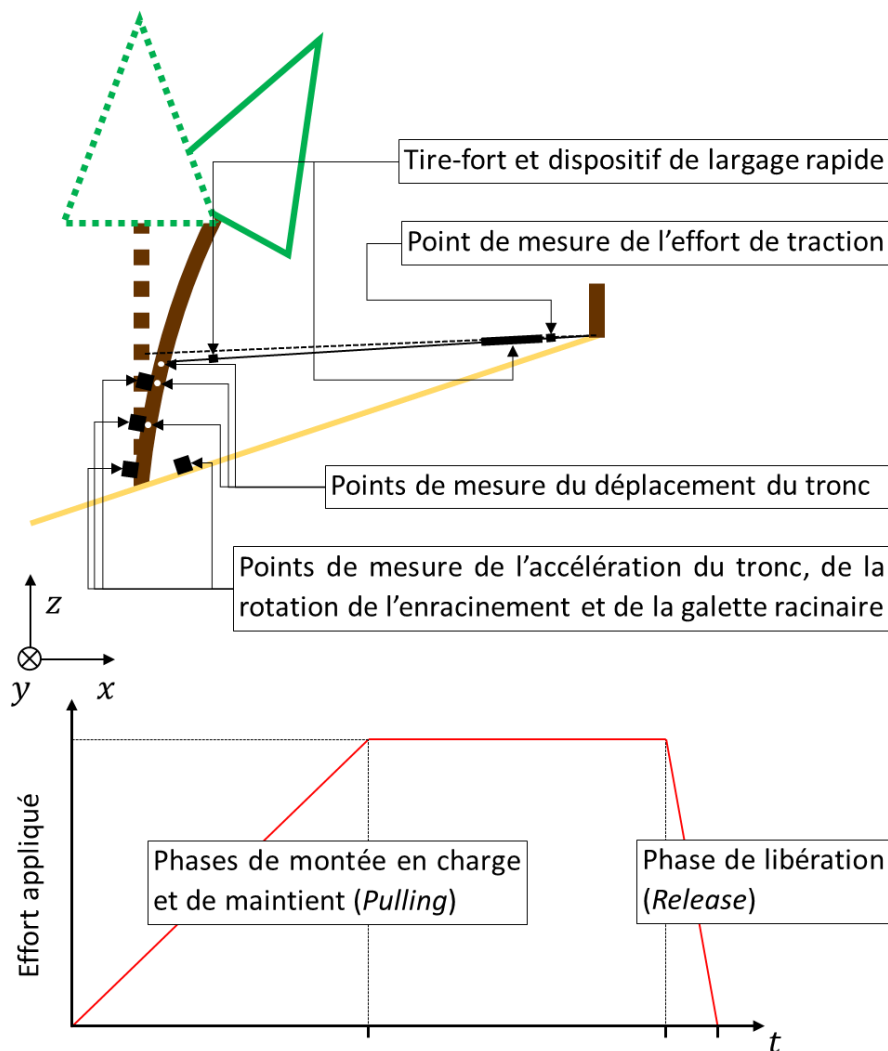 Tire-fort et dispositif de largage rapide
Point de mesure de l’effort de traction
Points de mesure du déplacement du tronc
Points de mesure de l’accélération du tronc, de la
rotation de l’enracinement et de la galette racinaire
z
y
x
Effort appliqué
Phases de montée en charge
et de maintient (Pulling)
Phase de libération
(Release)
t